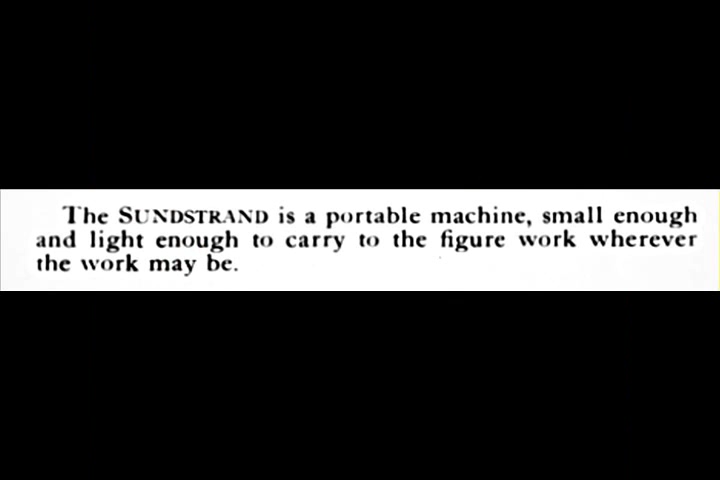 The SUNDSTRAND is a portable machine, small enough
and light enough to carry to the figure work wherever
the work may be.